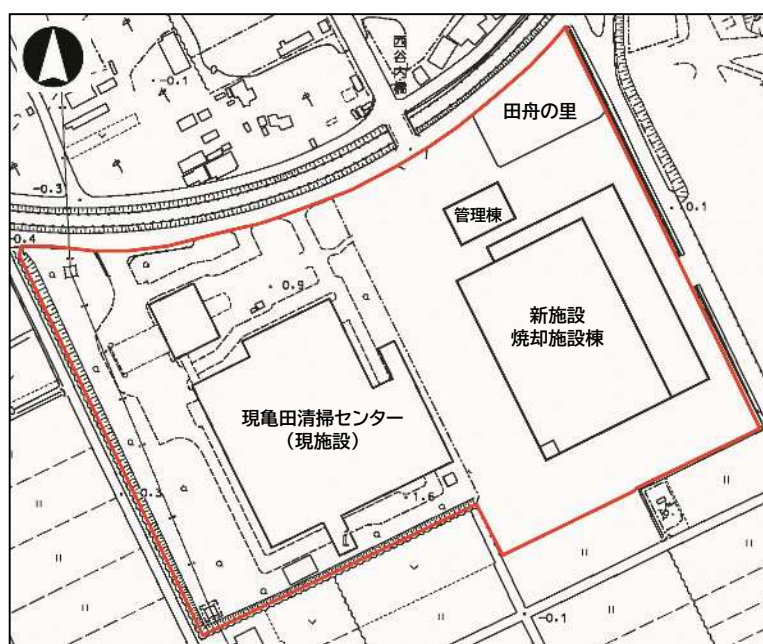 西谷内橋
田舟の里
-0.1
管理棟
0.1
-0.3
-0.4
0.9
新施設
焼却施設棟
現亀田清掃センター
(現施設)
1.6
-0.1